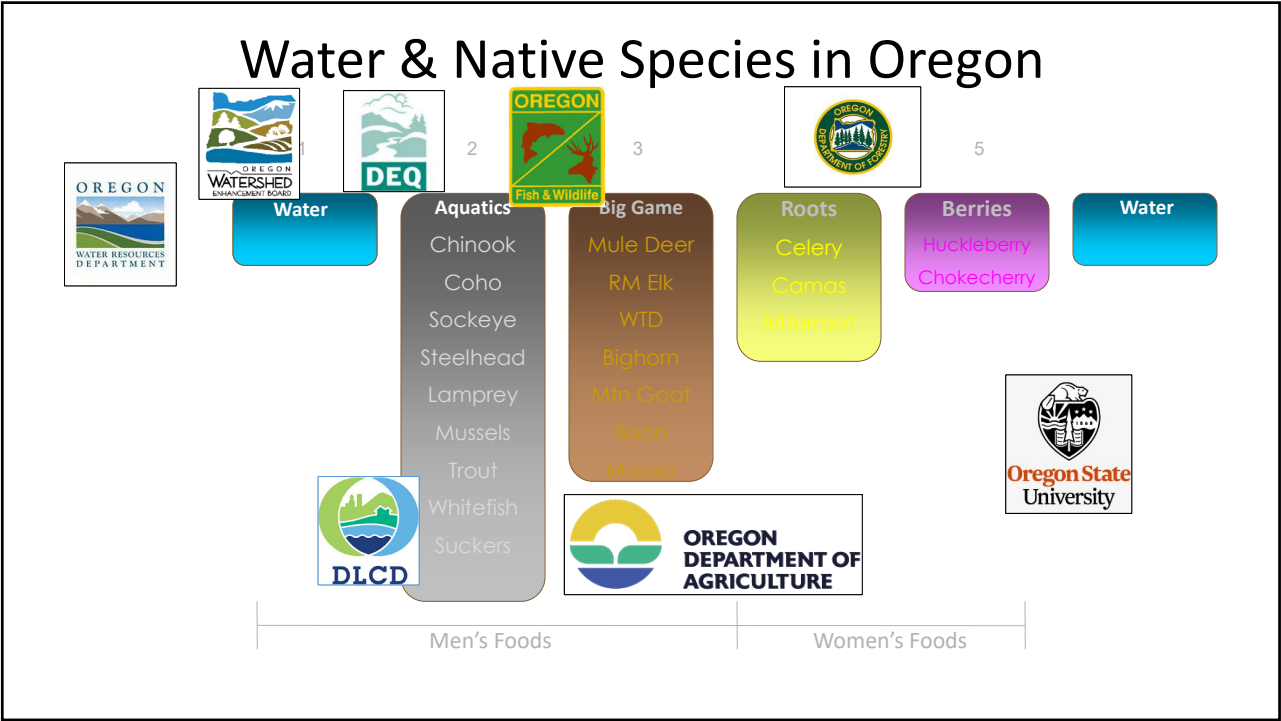 Water & Native Species in Oregon
OREGON
WATER RESOURCES
DEPARTMENT
OREGON
WATERSHED
ENHANCEMENT BOARD
1
DEQ
2
OREGON
Fish & Wildlife
3
OREGON
DEPARTMENT OF FORESTRY
5
Water
Aquatics
Chinook
Coho
Sockeye
Steelhead
Lamprey
Mussels
Trout
Whitefish
Suckers
Big Game
Mule Deer
RM Elk
WTD
Bighorn
Mtn Goat
Bison
Moose
Roots
Celery
Camas
Bitterroot
Berries
Huckleberry
Chokecherry
Water
DLCD
OREGON
DEPARTMENT OF
AGRICULTURE
Oregon State
University
Men's Foods
Women's Foods